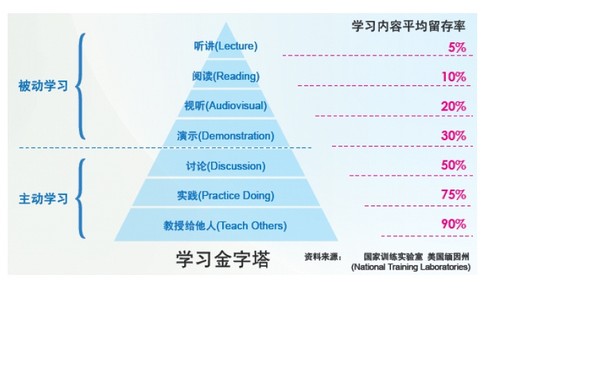 学习内容平均留存率
听讲(Lecture)
5%
阅读(Reading)
10%
被动学习
视听(Audiovisual)
20%
演示(Demonstration)
30%
讨论(Discussion)
50%
主动学习
实践(Practice Doing)
75%
教授给他人(Teach Others)
90%
学习金字塔
资料来源： 国家训练实验室 美国缅因州
(National Training Laboratories)